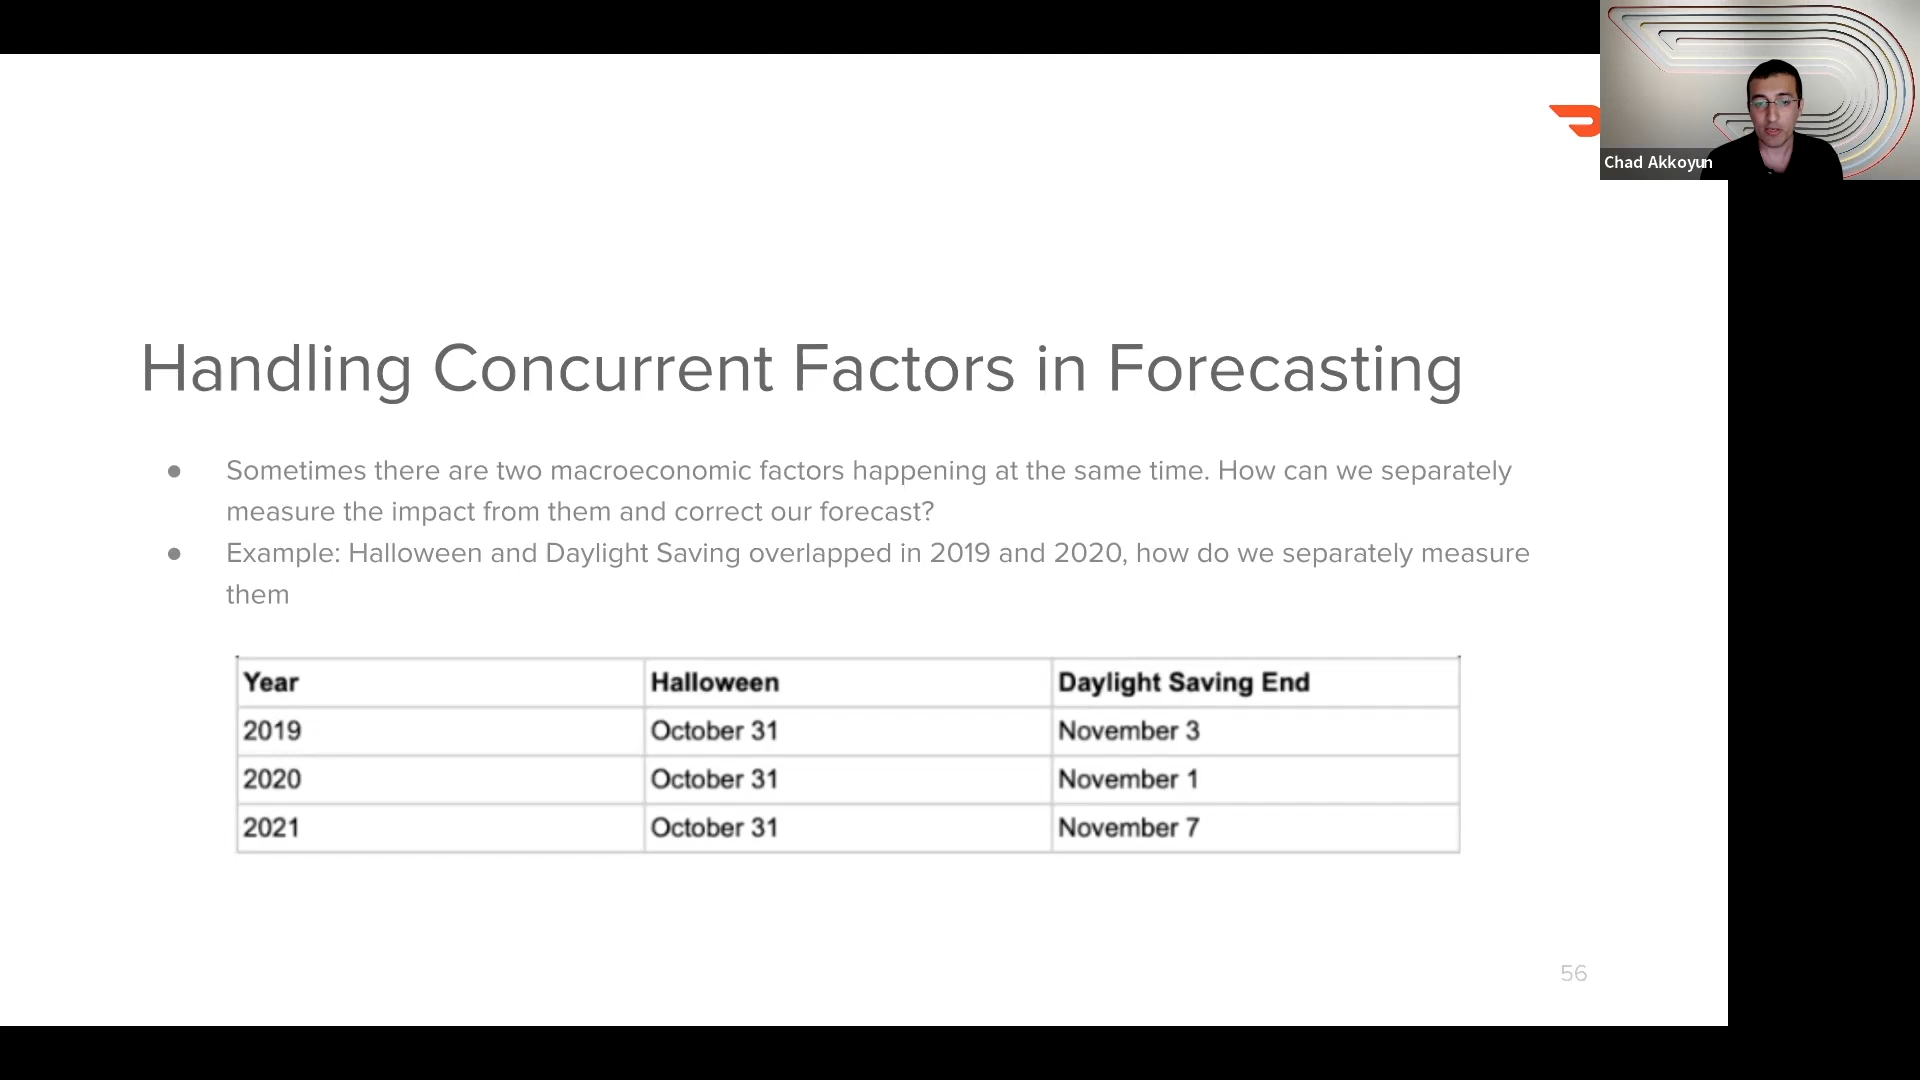 Chad Akkoyun
Handling Concurrent Factors in Forecasting
● Sometimes there are two macroeconomic factors happening at the same time. How can we separately
measure the impact from them and correct our forecast?
● Example: Halloween and Daylight Saving overlapped in 2019 and 2020, how do we separately measure
them
Year Halloween Daylight Saving End
2019 October 31 November 3
2020 October 31 November 1
2021 October 31 November 7
56